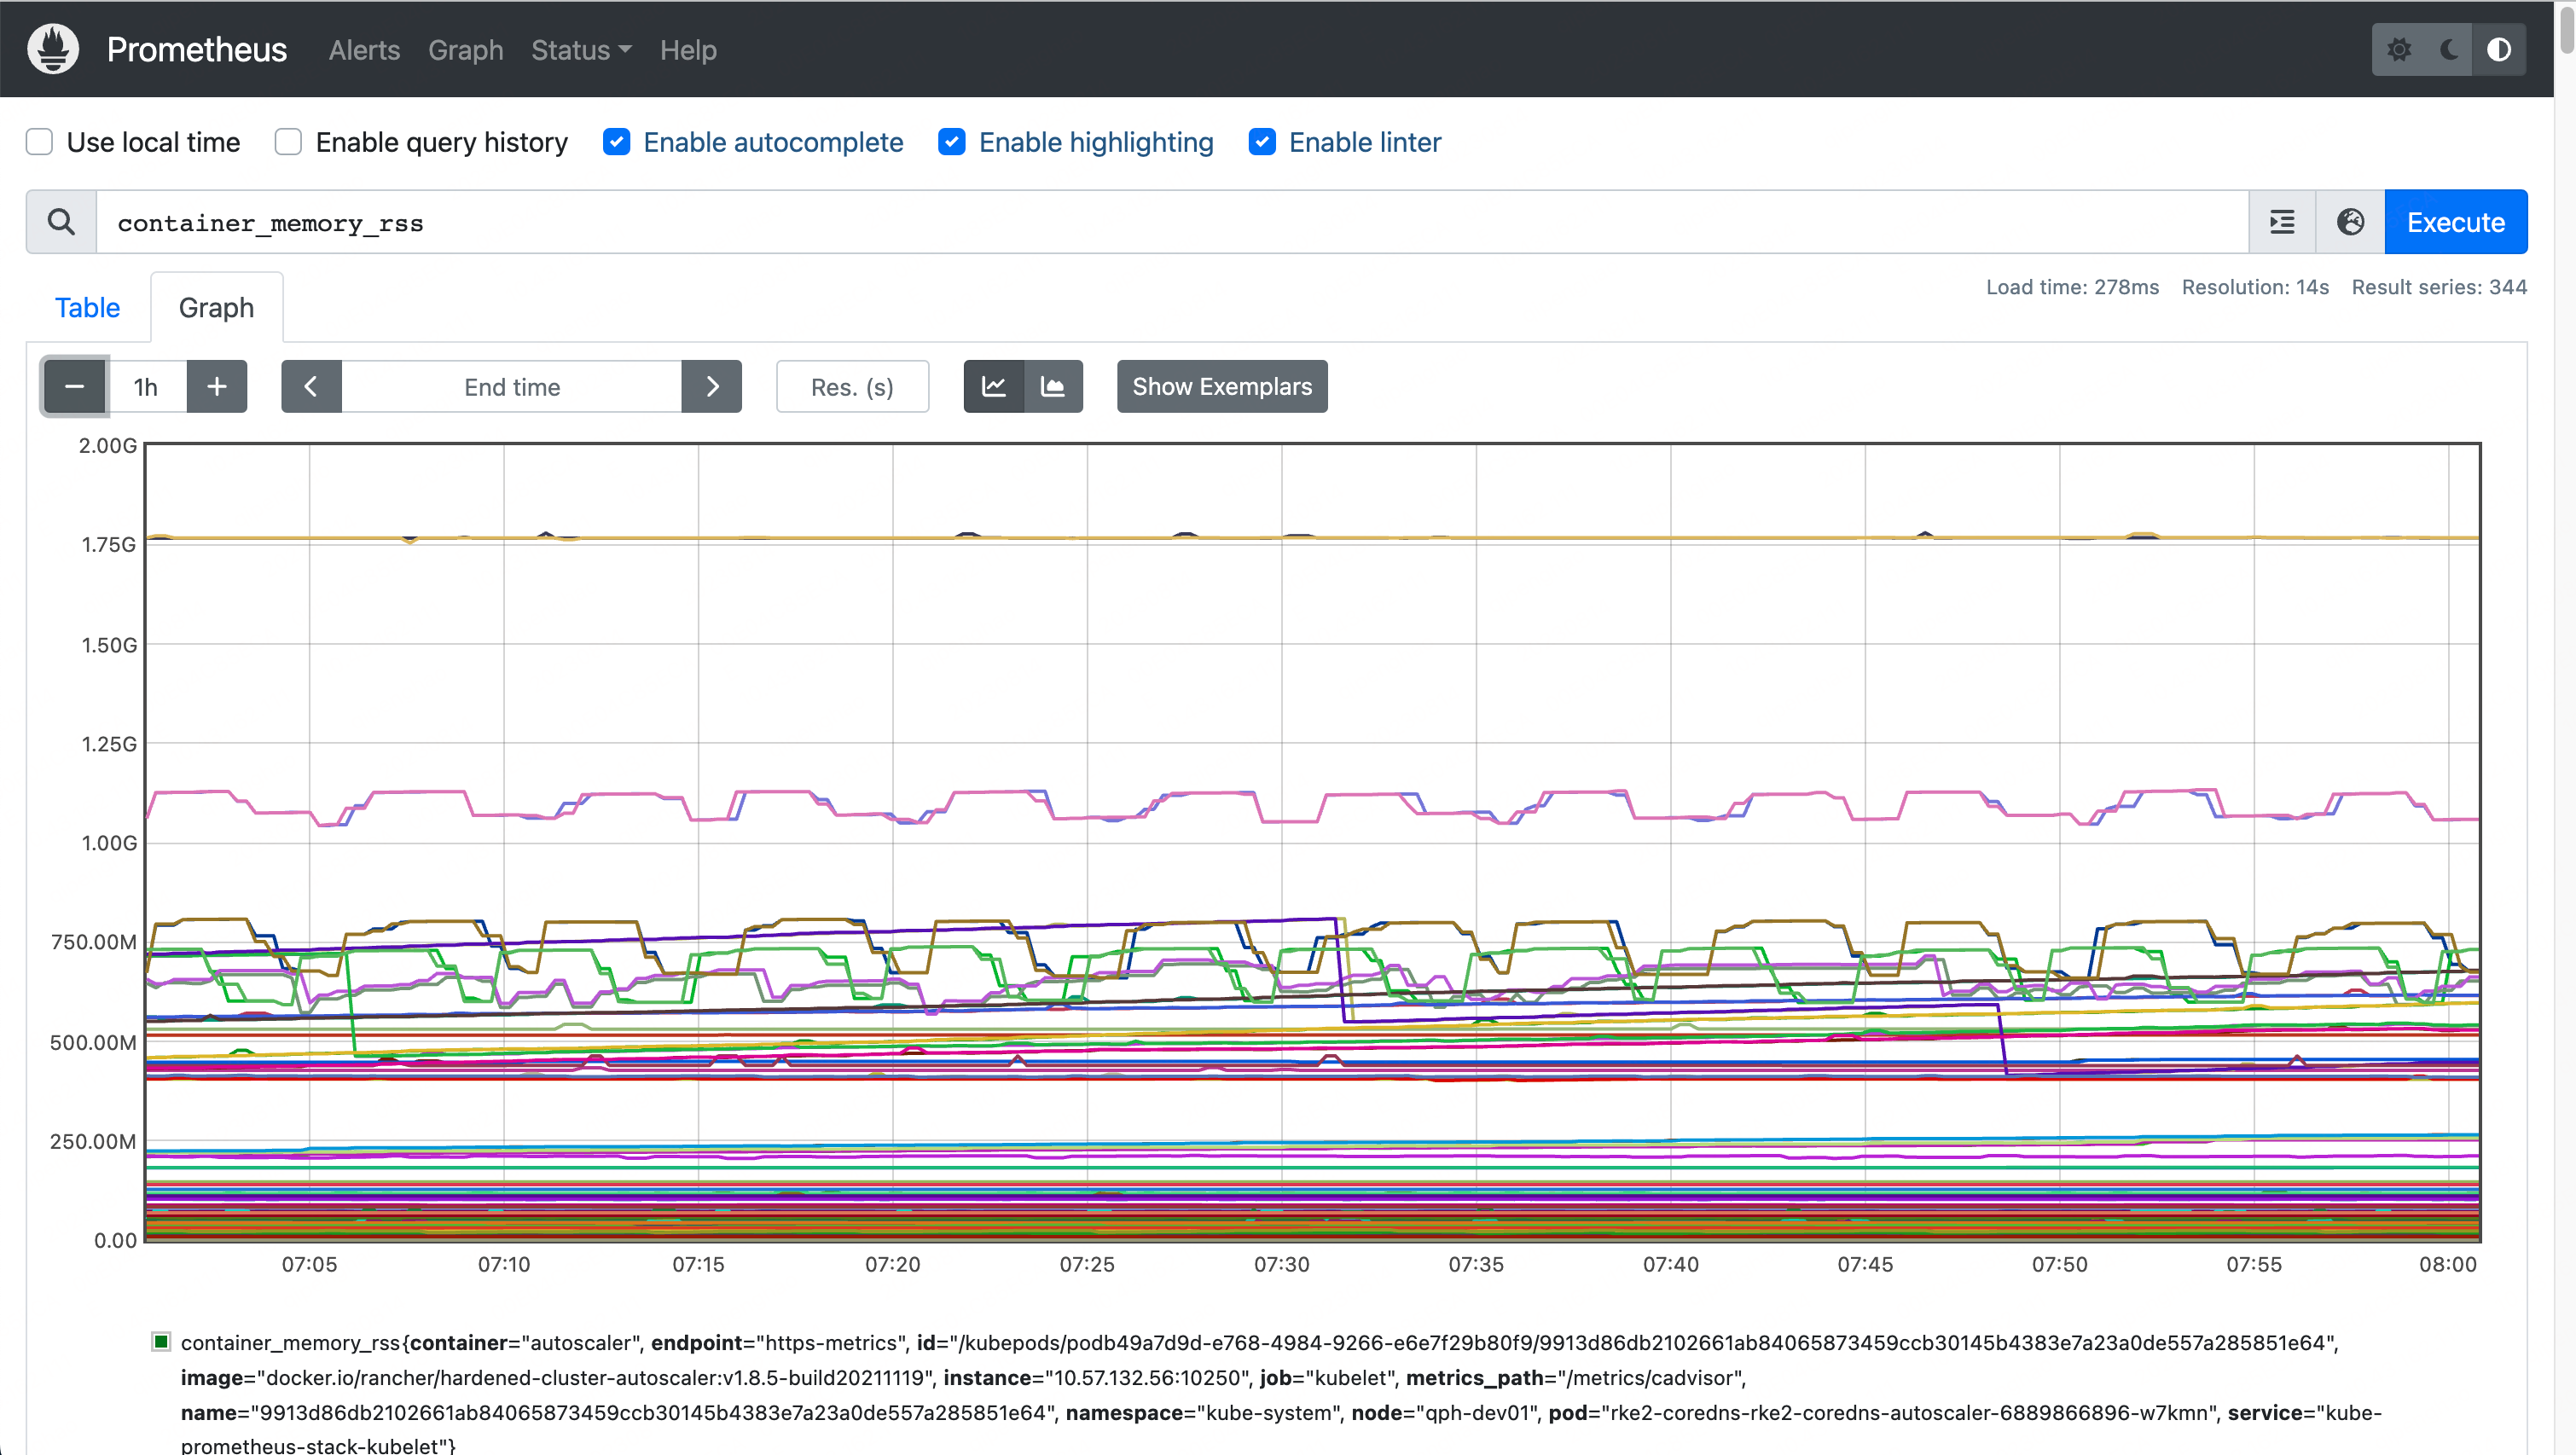 Prometheus Alerts Graph Status Help
Use local time Enable query history Enable autocomplete Enable highlighting Enable linter
container_memory_rss Execute
Table Graph Load time: 278ms Resolution: 14s Result series: 344
1h End time Res. (s) Show Exemplars
2.00G
1.75G
1.50G
1.25G
1.00G
750.00M
500.00M
250.00M
0.00
07:05 07:10 07:15 07:20 07:25 07:30 07:35 07:40 07:45 07:50 07:55 08:00
container_memory_rss{container="autoscaler", endpoint="https-metrics", id="/kubepods/podb49a7d9d-e768-4984-9266-e6e7f29b80f9/9913d86db2102661ab84065873459ccb30145b4383e7a23a0de557a285851e64",
image="docker.io/rancher/hardened-cluster-autoscaler:v1.8.5-build20211119", instance="10.57.132.56:10250", job="kubelet", metrics_path="/metrics/cadvisor",
name="9913d86db2102661ab84065873459ccb30145b4383e7a23a0de557a285851e64", namespace="kube-system", node="qph-dev01", pod="rke2-coredns-rke2-coredns-autoscaler-6889866896-w7kmn", service="kube-
prometheus-stack-kubelet"}